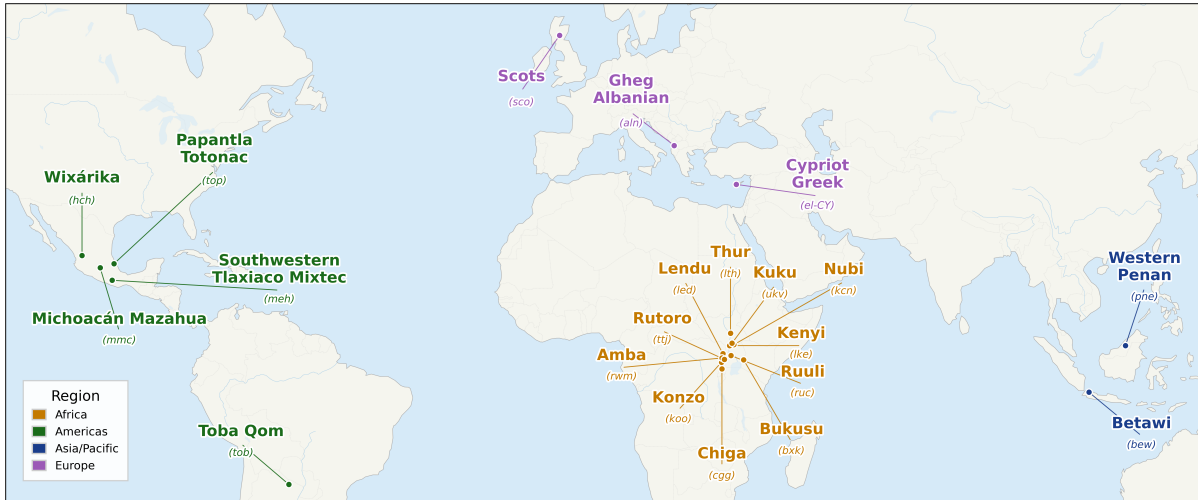 Scots
(sco)
Gheg
Albanian
(aln)
Papantla
Totonac
(top)
Wixárika
(hch)
Cypriot
Greek
(el-CY)
Southwestern
Tlaxiaco Mixtec
(meh)
Michoacán Mazahua
(mmc)
Thur
(lth)
Lendu
(led)
Kuku
(ukv)
Nubi
(kcn)
Western
Penan
(pne)
Rutoro
(ttj)
Kenyi
(lke)
Amba
(rwm)
Ruuli
(ruc)
Konzo
(koo)
Bukusu
(bxk)
Chiga
(cgg)
Betawi
(bew)
Toba Qom
(tob)
Region
Africa
Americas
Asia/Pacific
Europe